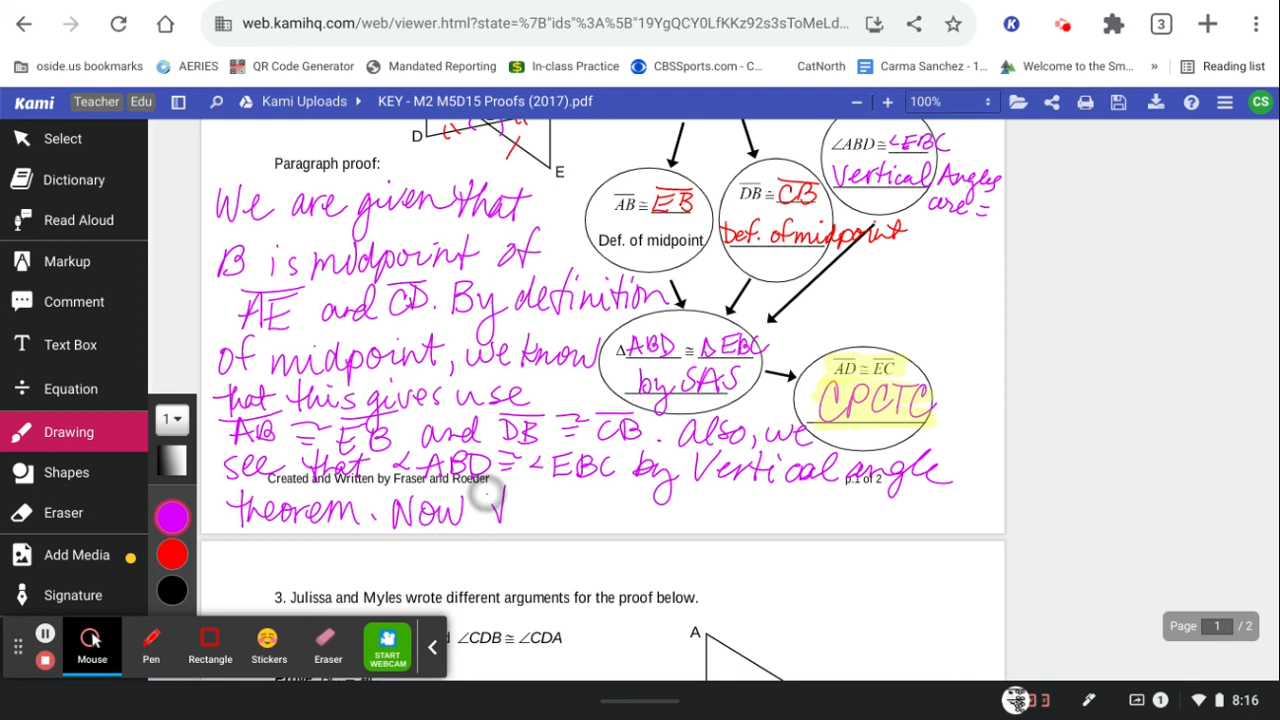 web.kamihq.com/web/viewer.html?state=%7B"ids"%3A%5B"19YgQCY0LfKKz92s3sToMeLd...
3
oside.us bookmarks
AERIES
QR Code Generator
Mandated Reporting
In-class Practice
CBSSports.com - C...
CatNorth
Carma Sanchez - 1...
Welcome to the Sm...
»
Reading list
Kami
Teacher
Edu
Kami Uploads
KEY - M2 M5D15 Proofs (2017).pdf
100%
CS
Select
Dictionary
Read Aloud
Markup
Comment
Text Box
Equation
Drawing
Shapes
Eraser
Add Media
Signature
1
D
E
Paragraph proof:
We are given that
B is midpoint of
AE and CD. By definition
of midpoint, we know
that this gives use
AB ≅ EB and DB ≅ CB. Also, we
see that ∠ABD ≅ ∠EBC by Vertical angle
theorem. Now
AB ≅ EB
Def. of midpoint
DB ≅ CB
Def. of midpoint
∠ABD ≅ ∠EBC
Vertical Angles
are =
ΔABD ≅ ΔEBC
by SAS
AD ≅ EC
CPCTC
Created and Written by Fraser and Roeder
p.1 of 2
3. Julissa and Myles wrote different arguments for the proof below.
∠CDB ≅ ∠CDA
A
Page 1 / 2
Mouse
Pen
Rectangle
Stickers
Eraser
START
WEBCAM
1
8:16